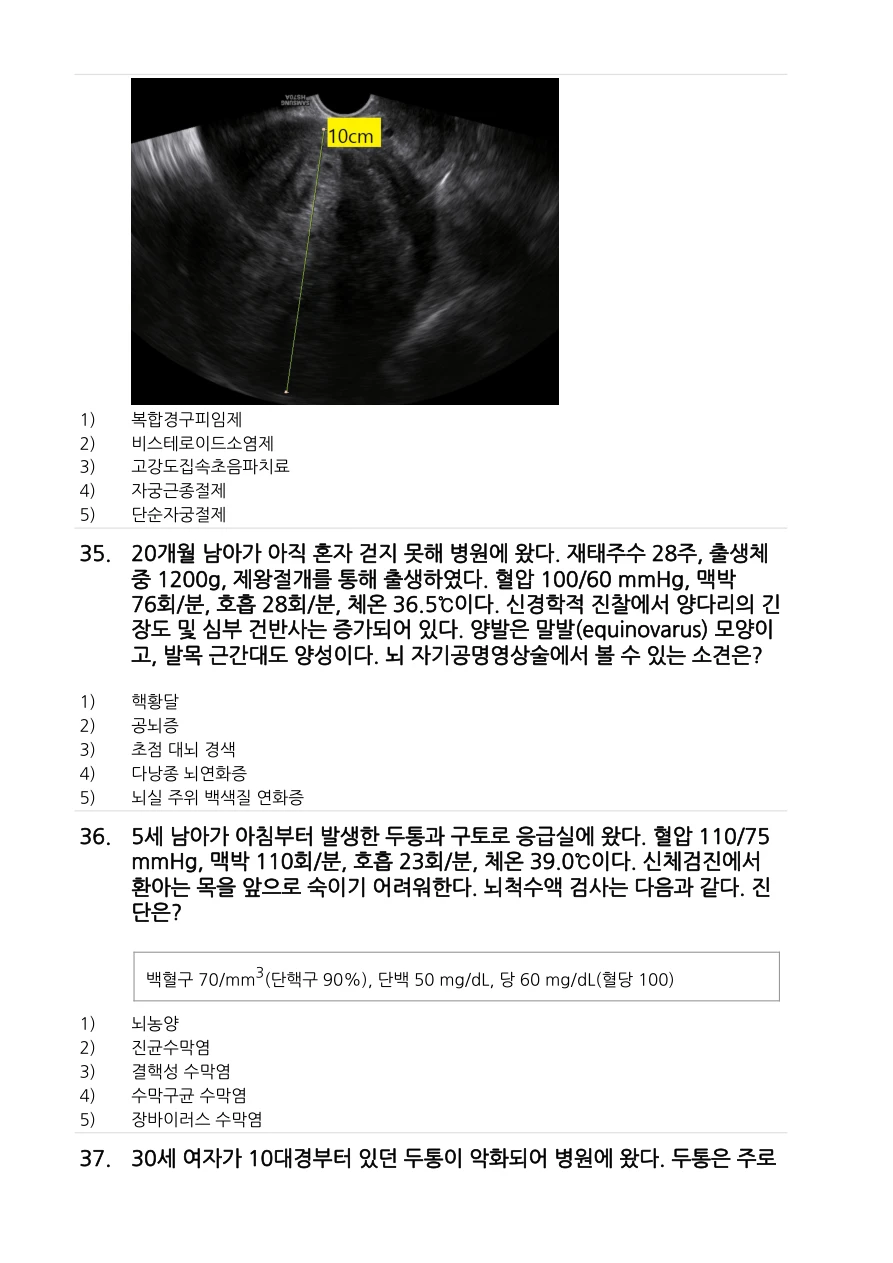 SAMSUNG
HS70A
10cm
1) 복합경구피임제
2) 비스테로이드소염제
3) 고강도집속초음파치료
4) 자궁근종절제
5) 단순자궁절제
35. 20개월 남아가 아직 혼자 걷지 못해 병원에 왔다. 재태주수 28주, 출생체
중 1200g, 제왕절개를 통해 출생하였다. 혈압 100/60 mmHg, 맥박
76회/분, 호흡 28회/분, 체온 36.5℃이다. 신경학적 진찰에서 양다리의 긴
장도 및 심부 건반사는 증가되어 있다. 양발은 말발(equinovarus) 모양이
고, 발목 근간대도 양성이다. 뇌 자기공명영상술에서 볼 수 있는 소견은?
1) 핵황달
2) 공뇌증
3) 초점 대뇌 경색
4) 다낭종 뇌연화증
5) 뇌실 주위 백색질 연화증
36. 5세 남아가 아침부터 발생한 두통과 구토로 응급실에 왔다. 혈압 110/75
mmHg, 맥박 110회/분, 호흡 23회/분, 체온 39.0℃이다. 신체검진에서
환아는 목을 앞으로 숙이기 어려워한다. 뇌척수액 검사는 다음과 같다. 진
단은?
백혈구 70/mm³(단핵구 90%), 단백 50 mg/dL, 당 60 mg/dL(혈당 100)
1) 뇌농양
2) 진균수막염
3) 결핵성 수막염
4) 수막구균 수막염
5) 장바이러스 수막염
37. 30세 여자가 10대경부터 있던 두통이 악화되어 병원에 왔다. 두통은 주로